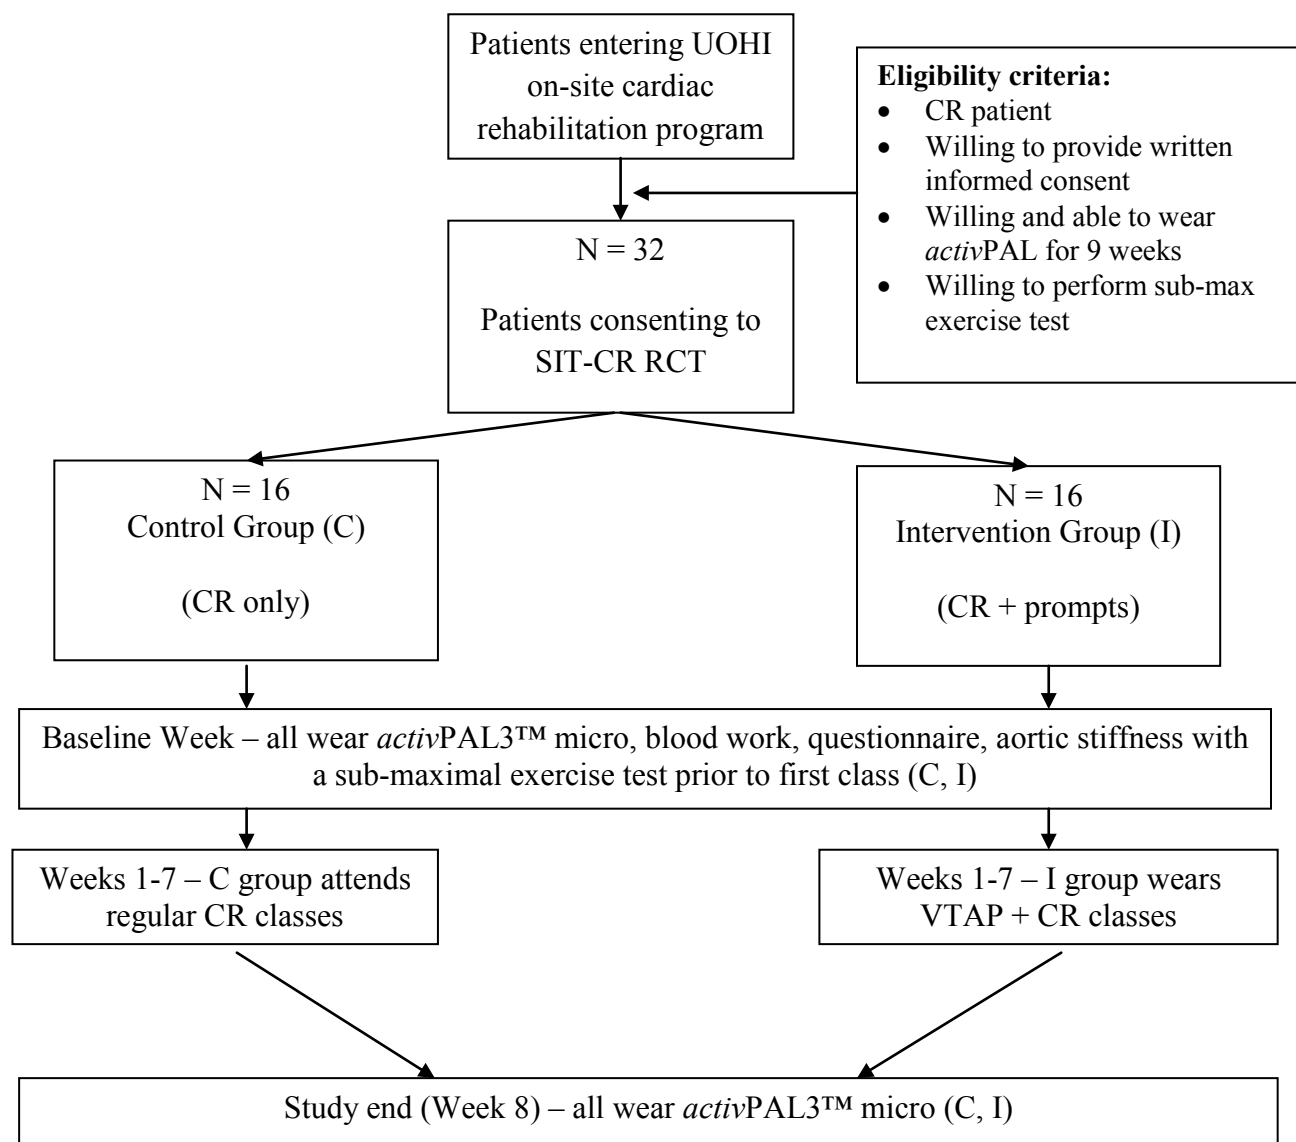 Patients entering UOHI
on-site cardiac
rehabilitation program
Eligibility criteria:
• CR patient
• Willing to provide written
informed consent
• Willing and able to wear
activPAL for 9 weeks
• Willing to perform sub-max
exercise test
N = 32
Patients consenting to
SIT-CR RCT
N = 16
Control Group (C)
(CR only)
N = 16
Intervention Group (I)
(CR + prompts)
Baseline Week – all wear activPAL3™ micro, blood work, questionnaire, aortic stiffness with
a sub-maximal exercise test prior to first class (C, I)
Weeks 1-7 – C group attends
regular CR classes
Weeks 1-7 – I group wears
VTAP + CR classes
Study end (Week 8) – all wear activPAL3™ micro (C, I)